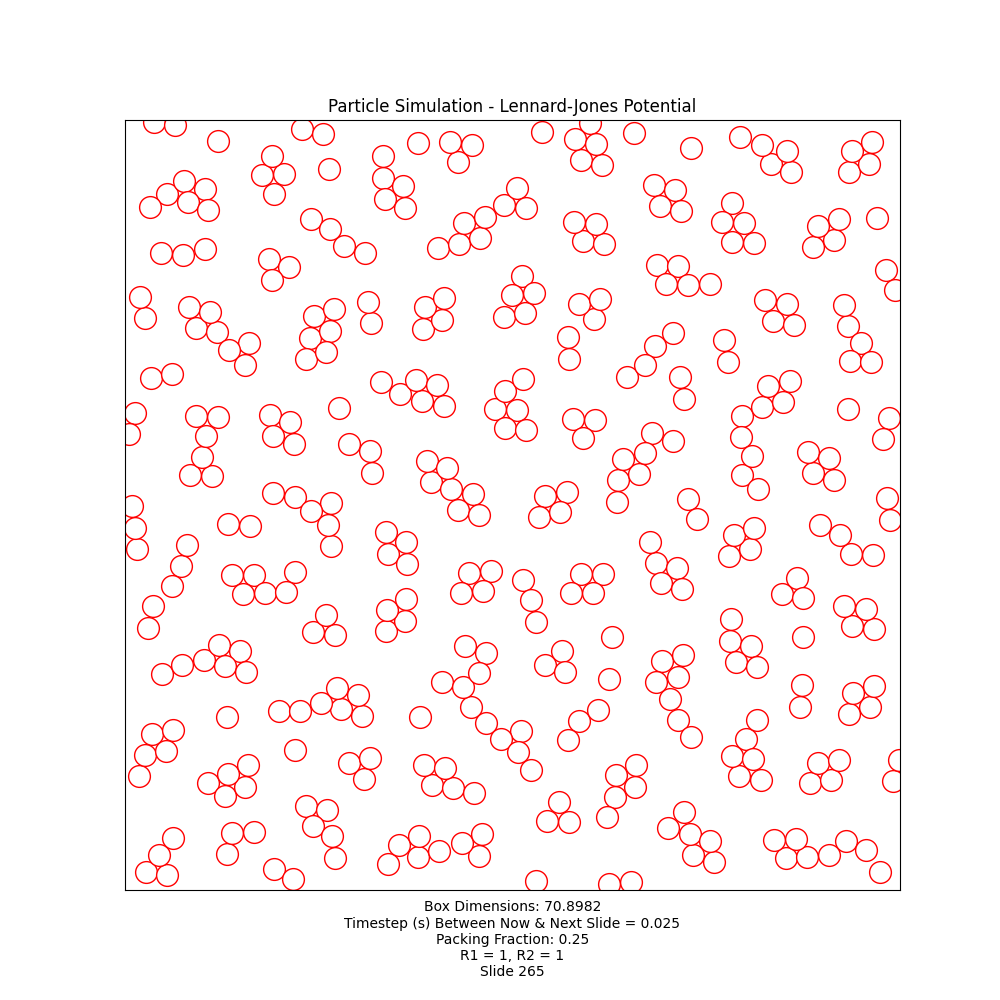 Particle Simulation - Lennard-Jones Potential
Box Dimensions: 70.8982
Timestep (s) Between Now & Next Slide = 0.025
Packing Fraction: 0.25
R1 = 1, R2 = 1
Slide 265